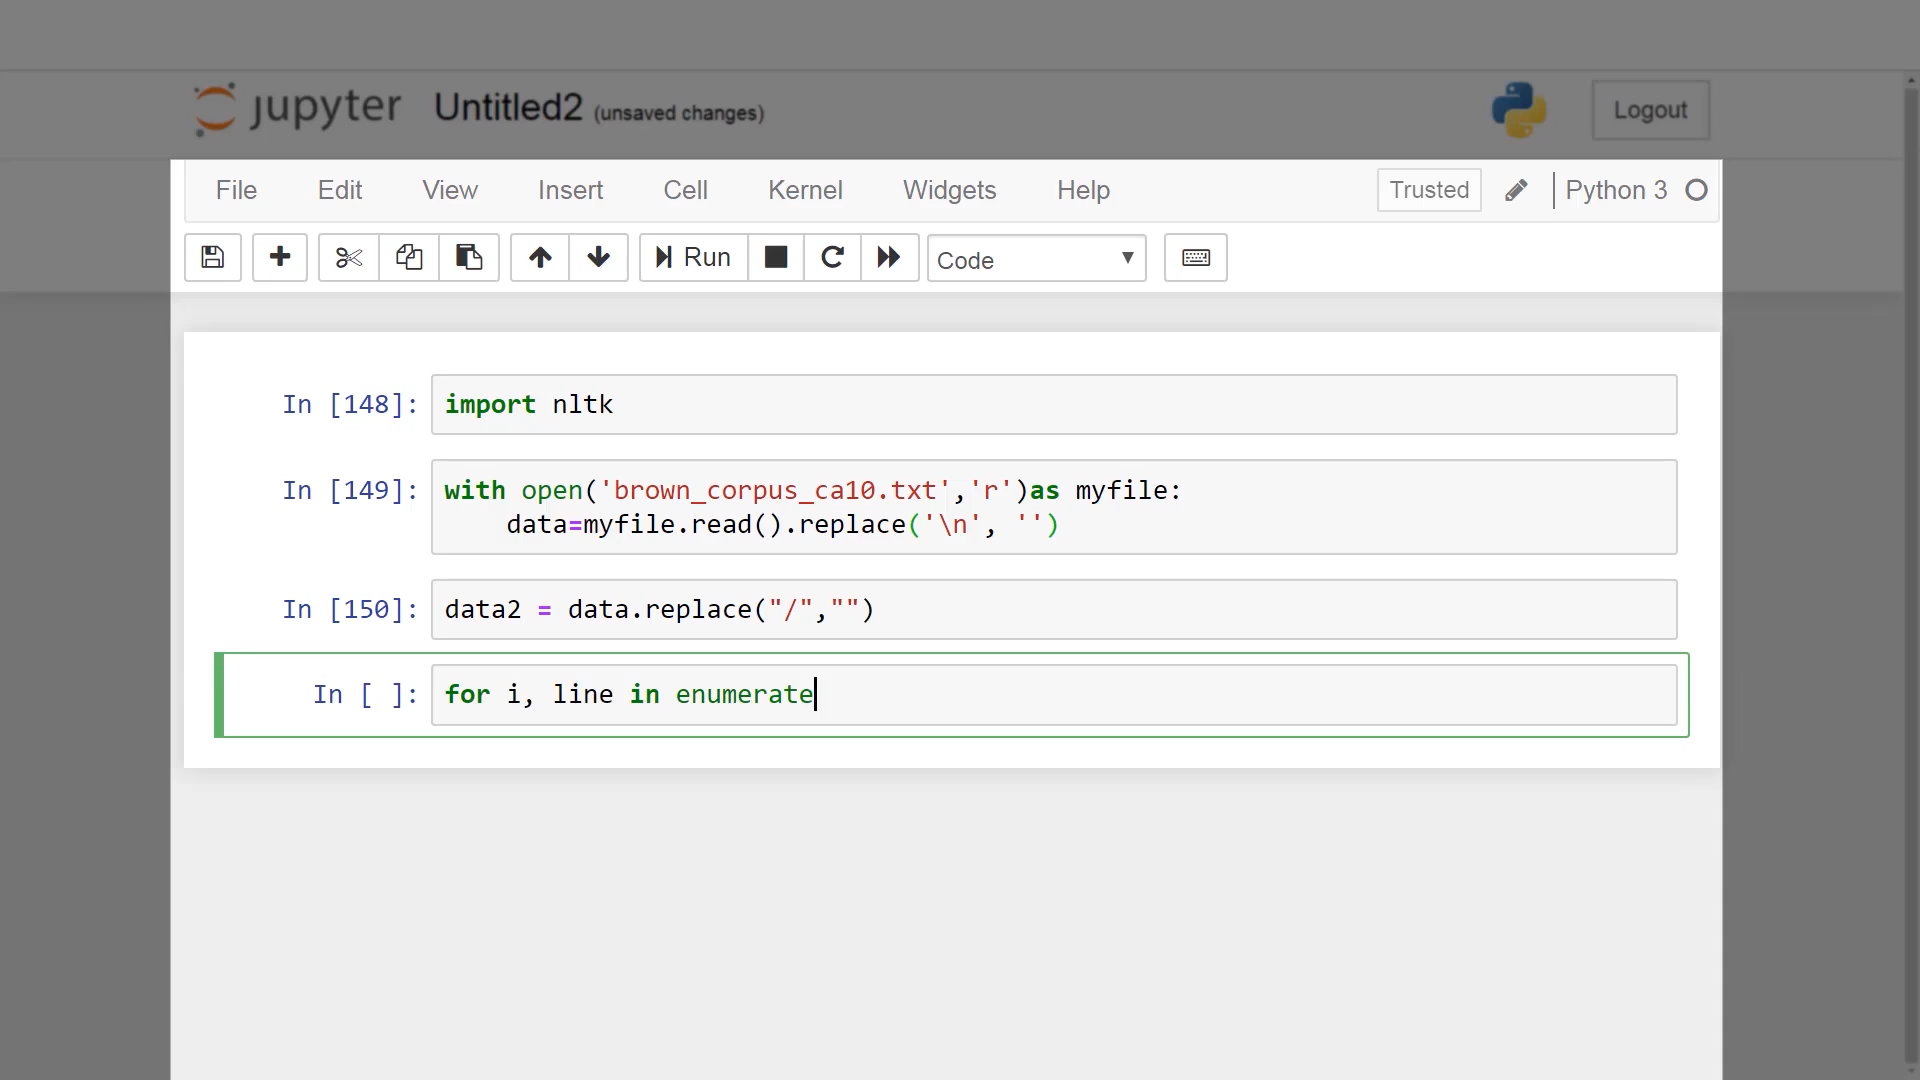 jupyter Untitled2 (unsaved changes) Logout
File Edit View Insert Cell Kernel Widgets Help Trusted Python 3
Run Code
In [148]: import nltk
In [149]: with open('brown_corpus_ca10.txt','r')as myfile:
data=myfile.read().replace('\n', '')
In [150]: data2 = data.replace("/","")
In [ ]: for i, line in enumerate